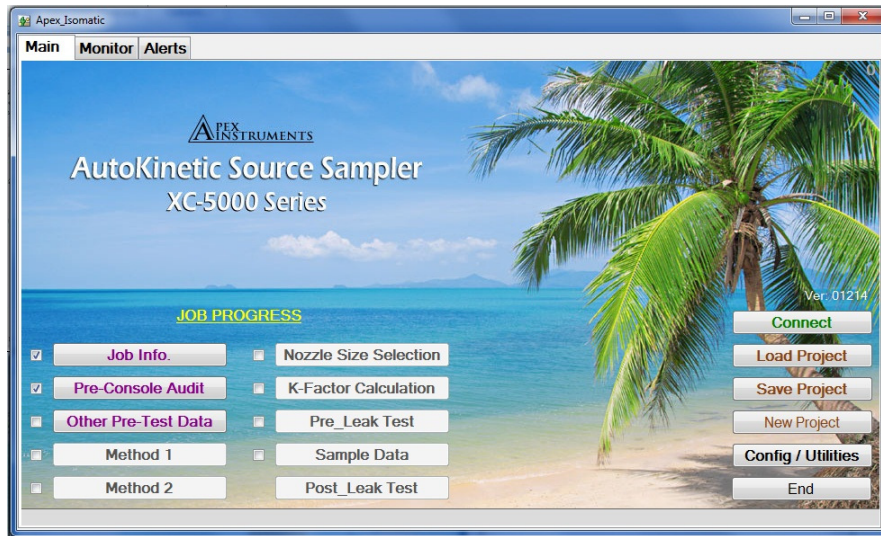 Apex_Isomatic
Main Monitor Alerts
0
APEX
INSTRUMENTS
AutoKinetic Source Sampler
XC-5000 Series
Ver. 01214
JOB PROGRESS
Connect
Job Info. Nozzle Size Selection Load Project
Pre-Console Audit K-Factor Calculation Save Project
Other Pre-Test Data Pre_Leak Test New Project
Method 1 Sample Data Config / Utilities
Method 2 Post_Leak Test End